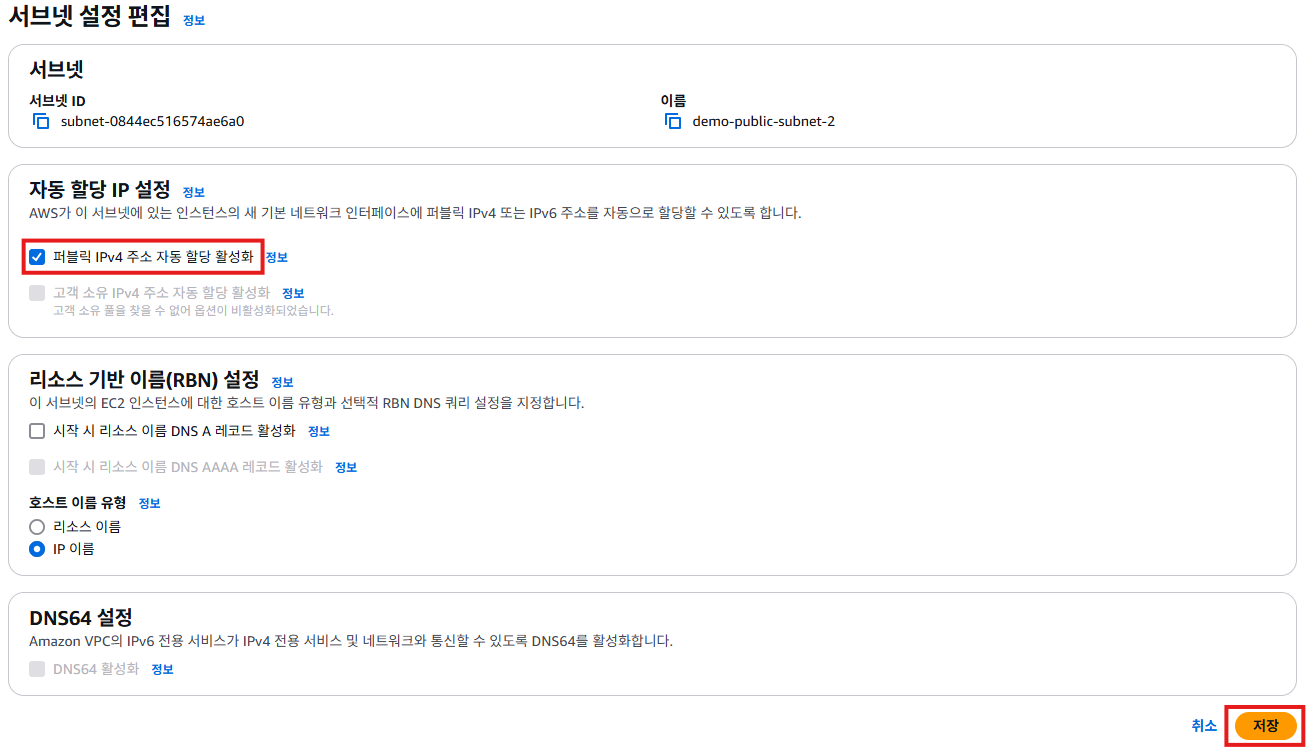 서브넷 설정 편집 정보
서브넷
서브넷 ID
subnet-0844ec516574ae6a0
이름
demo-public-subnet-2
자동 할당 IP 설정 정보
AWS가 이 서브넷에 있는 인스턴스의 새 기본 네트워크 인터페이스에 퍼블릭 IPv4 또는 IPv6 주소를 자동으로 할당할 수 있도록 합니다.
퍼블릭 IPv4 주소 자동 할당 활성화 정보
고객 소유 IPv4 주소 자동 할당 활성화 정보
고객 소유 풀을 찾을 수 없어 옵션이 비활성화되었습니다.
리소스 기반 이름(RBN) 설정 정보
이 서브넷의 EC2 인스턴스에 대한 호스트 이름 유형과 선택적 RBN DNS 쿼리 설정을 지정합니다.
시작 시 리소스 이름 DNS A 레코드 활성화 정보
시작 시 리소스 이름 DNS AAAA 레코드 활성화 정보
호스트 이름 유형 정보
리소스 이름
IP 이름
DNS64 설정
Amazon VPC의 IPv6 전용 서비스가 IPv4 전용 서비스 및 네트워크와 통신할 수 있도록 DNS64를 활성화합니다.
DNS64 활성화 정보
취소 저장